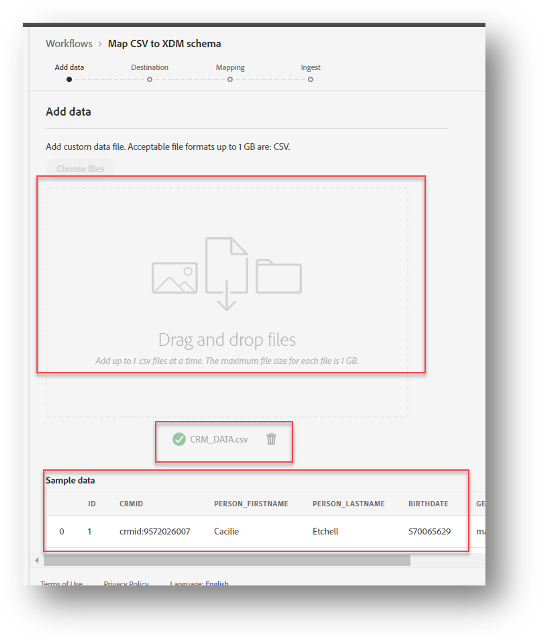 Workflows > Map CSV to XDM schema
Add data Destination Mapping Ingest
Add data
Add custom data file. Acceptable file formats up to 1 GB are: CSV.
Choose files
Drag and drop files
Add up to 1 .csv files at a time. The maximum file size for each file is 1 GB.
CRM_DATA.csv
Sample data
ID CRMID PERSON_FIRSTNAME PERSON_LASTNAME BIRTHDATE GE
0 1 crmid:9572026007 Cacilie Etchell 570065629 ma
Terms of Use Privacy Policy Language: English